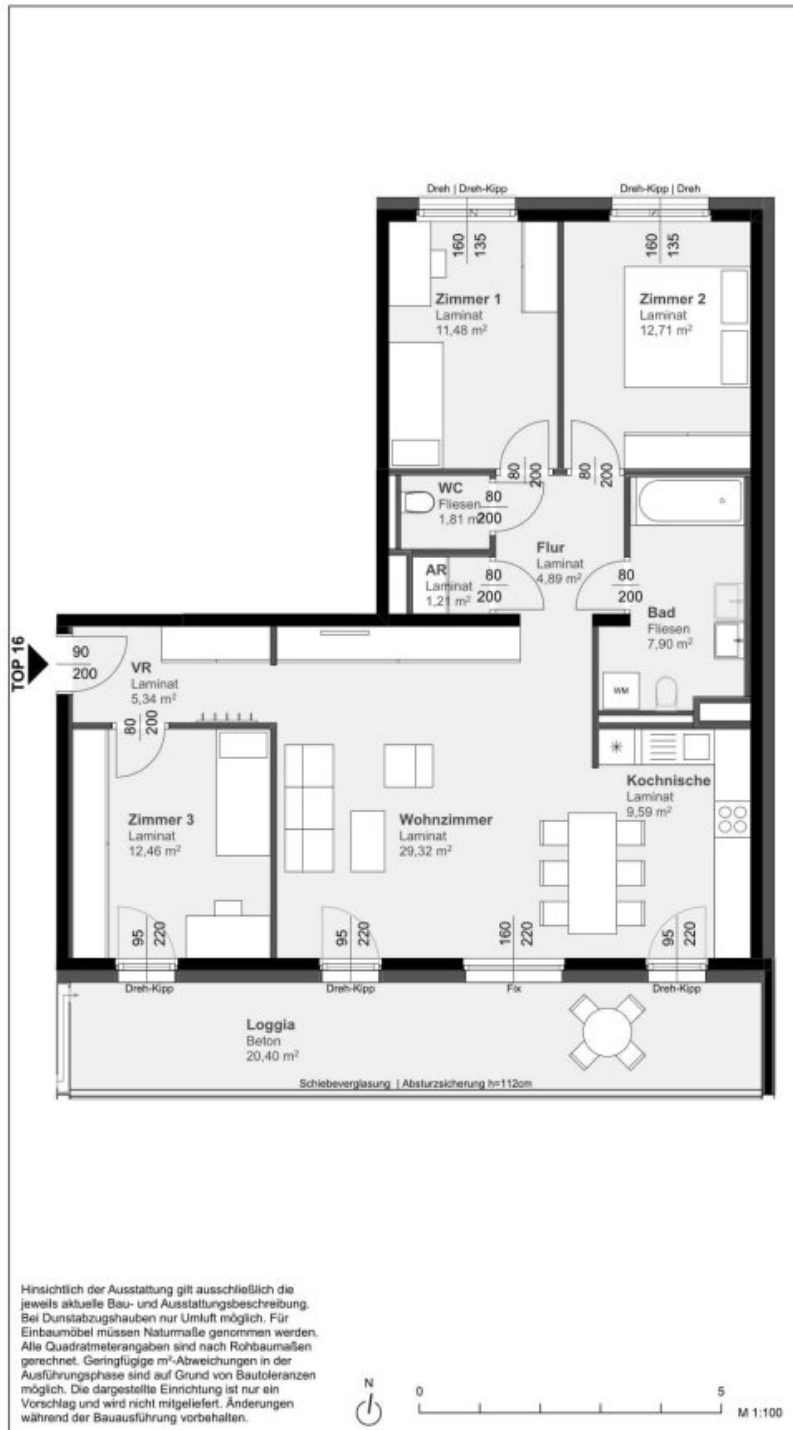 Dreh | Dreh-Kipp
Dreh-Kipp | Dreh
160
135
160
135
Zimmer 1
Laminat
11,48 m²
Zimmer 2
Laminat
12,71 m²
80
200
80
200
WC
Fliesen
1,81 m²
80
200
Flur
Laminat
4,89 m²
AR
Laminat
1,21 m²
80
200
80
200
Bad
Fliesen
7,90 m²
WM
TOP 16
90
200
VR
Laminat
5,34 m²
80
200
Zimmer 3
Laminat
12,46 m²
Wohnzimmer
Laminat
29,32 m²
Kochnische
Laminat
9,59 m²
95
220
95
220
160
220
95
220
Dreh-Kipp
Dreh-Kipp
Fix
Dreh-Kipp
Loggia
Beton
20,40 m²
Schiebeverglasung | Absturzsicherung h=112cm
Hinsichtlich der Ausstattung gilt ausschließlich die
jeweils aktuelle Bau- und Ausstattungsbeschreibung.
Bei Dunstabzugshauben nur Umluft möglich. Für
Einbaumöbel müssen Naturmaße genommen werden.
Alle Quadratmeterangaben sind nach Rohbaumaßen
gerechnet. Geringfügige m²-Abweichungen in der
Ausführungsphase sind auf Grund von Bautoleranzen
möglich. Die dargestellte Einrichtung ist nur ein
Vorschlag und wird nicht mitgeliefert. Änderungen
während der Bauausführung vorbehalten.
N
0
5
M 1:100